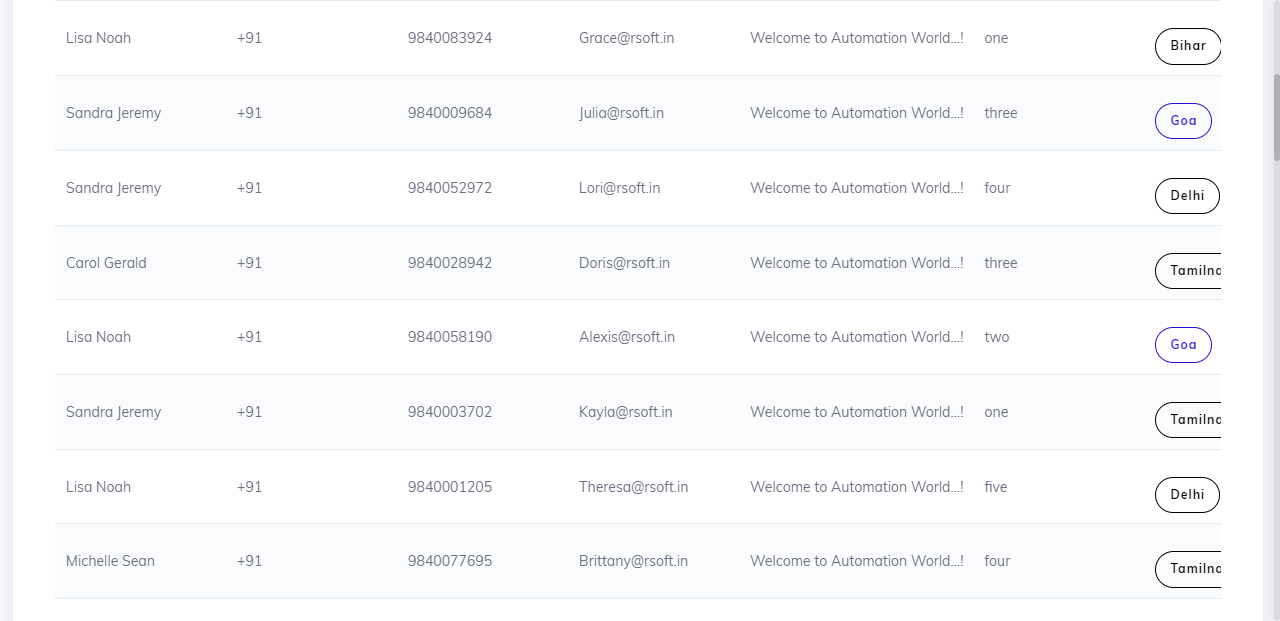 Lisa Noah +91 9840083924 Grace@rsoft.in Welcome to Automation World...! one Bihar
Sandra Jeremy +91 9840009684 Julia@rsoft.in Welcome to Automation World...! three Goa
Sandra Jeremy +91 9840052972 Lori@rsoft.in Welcome to Automation World...! four Delhi
Carol Gerald +91 9840028942 Doris@rsoft.in Welcome to Automation World...! three Tamilna
Lisa Noah +91 9840058190 Alexis@rsoft.in Welcome to Automation World...! two Goa
Sandra Jeremy +91 9840003702 Kayla@rsoft.in Welcome to Automation World...! one Tamilna
Lisa Noah +91 9840001205 Theresa@rsoft.in Welcome to Automation World...! five Delhi
Michelle Sean +91 9840077695 Brittany@rsoft.in Welcome to Automation World...! four Tamilna